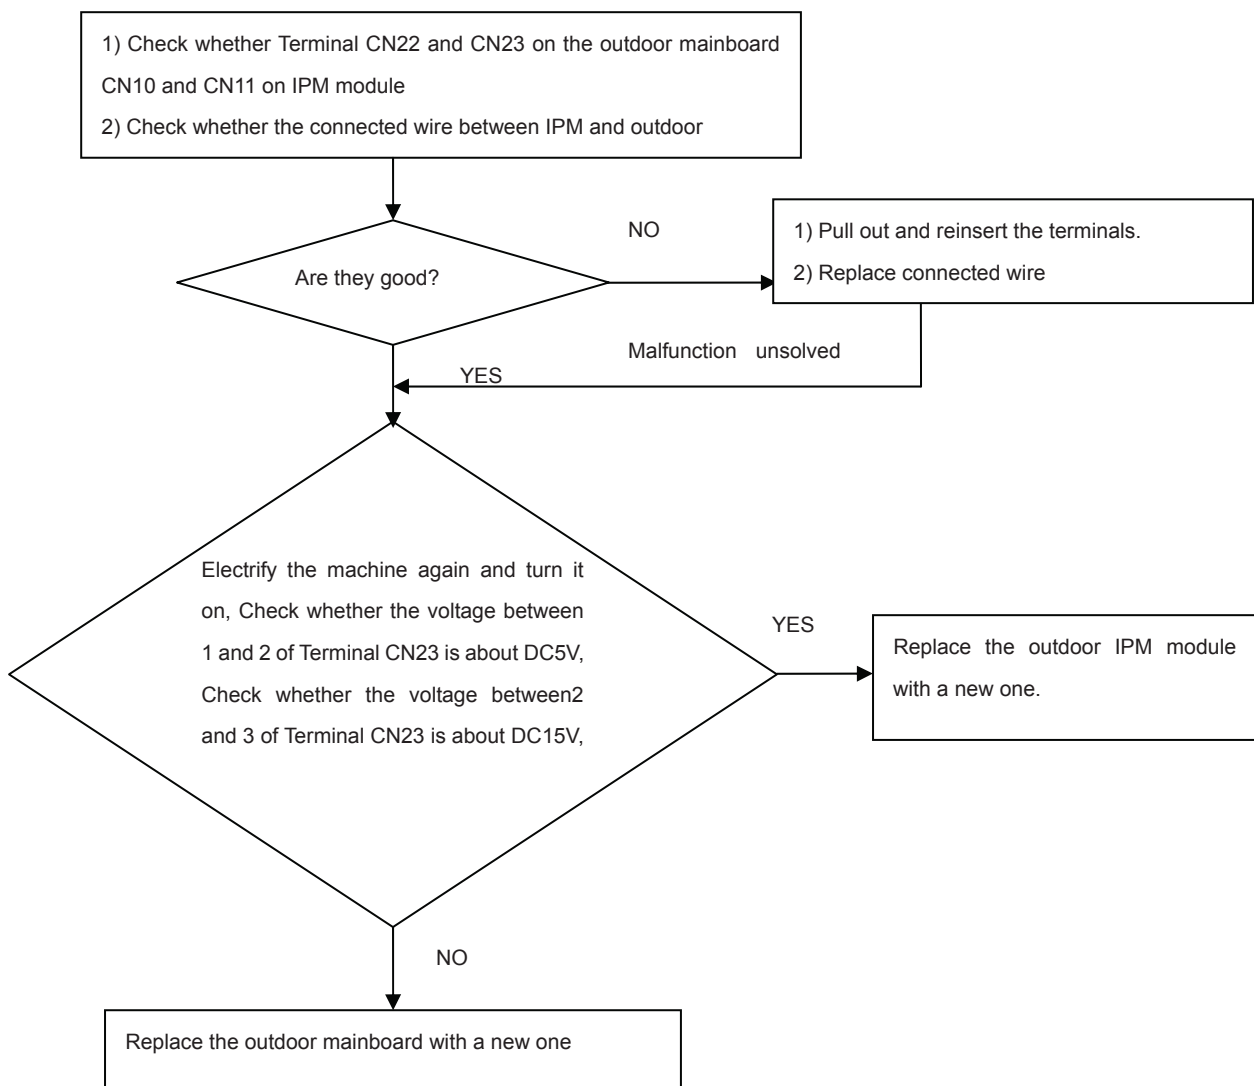 1) Check whether Terminal CN22 and CN23 on the outdoor mainboard
CN10 and CN11 on IPM module
2) Check whether the connected wire between IPM and outdoor
NO
1) Pull out and reinsert the terminals.
2) Replace connected wire
Are they good?
Malfunction unsolved
YES
Electrify the machine again and turn it
on, Check whether the voltage between
1 and 2 of Terminal CN23 is about DC5V,
Check whether the voltage between2
and 3 of Terminal CN23 is about DC15V,
YES
Replace the outdoor IPM module
with a new one.
NO
Replace the outdoor mainboard with a new one